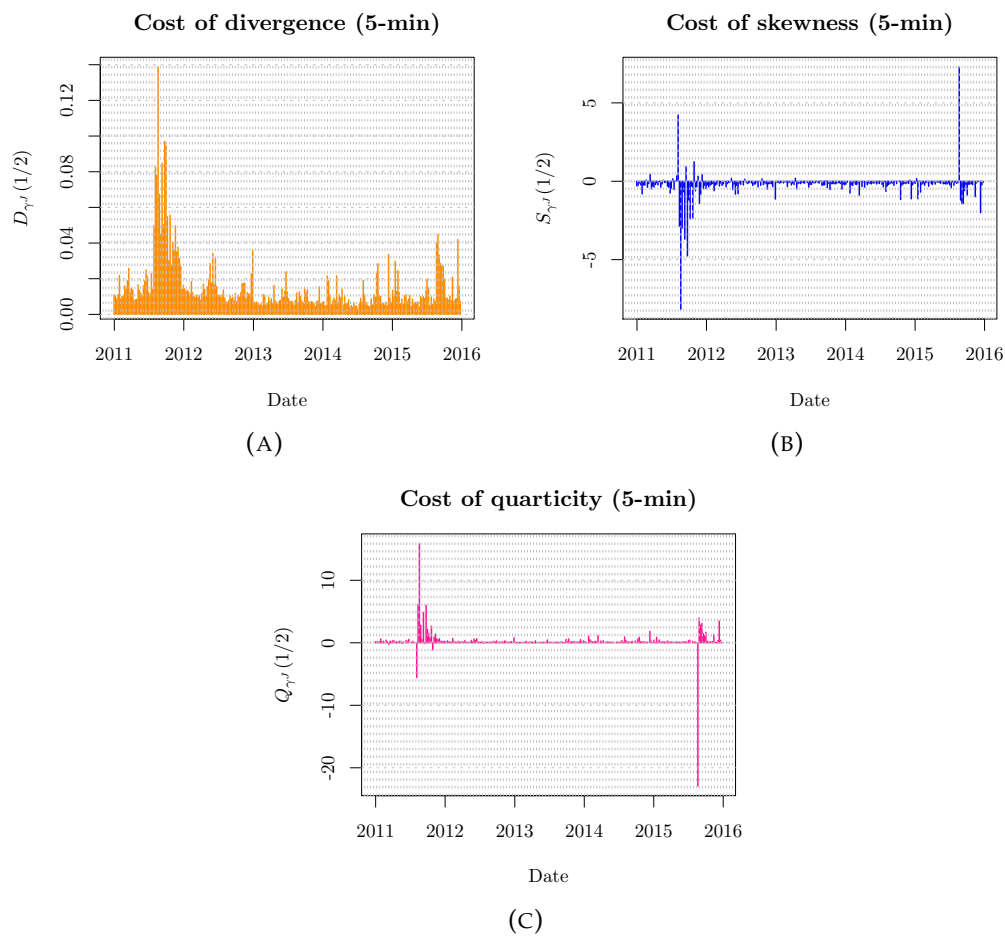 Cost of divergence (5-min)
D_{γ^J} (1/2)
0.00 0.04 0.08 0.12
2011 2012 2013 2014 2015 2016
Date
(A)
Cost of skewness (5-min)
S_{γ^J} (1/2)
-5 0 5
2011 2012 2013 2014 2015 2016
Date
(B)
Cost of quarticity (5-min)
Q_{γ^J} (1/2)
-20 -10 0 10
2011 2012 2013 2014 2015 2016
Date
(C)